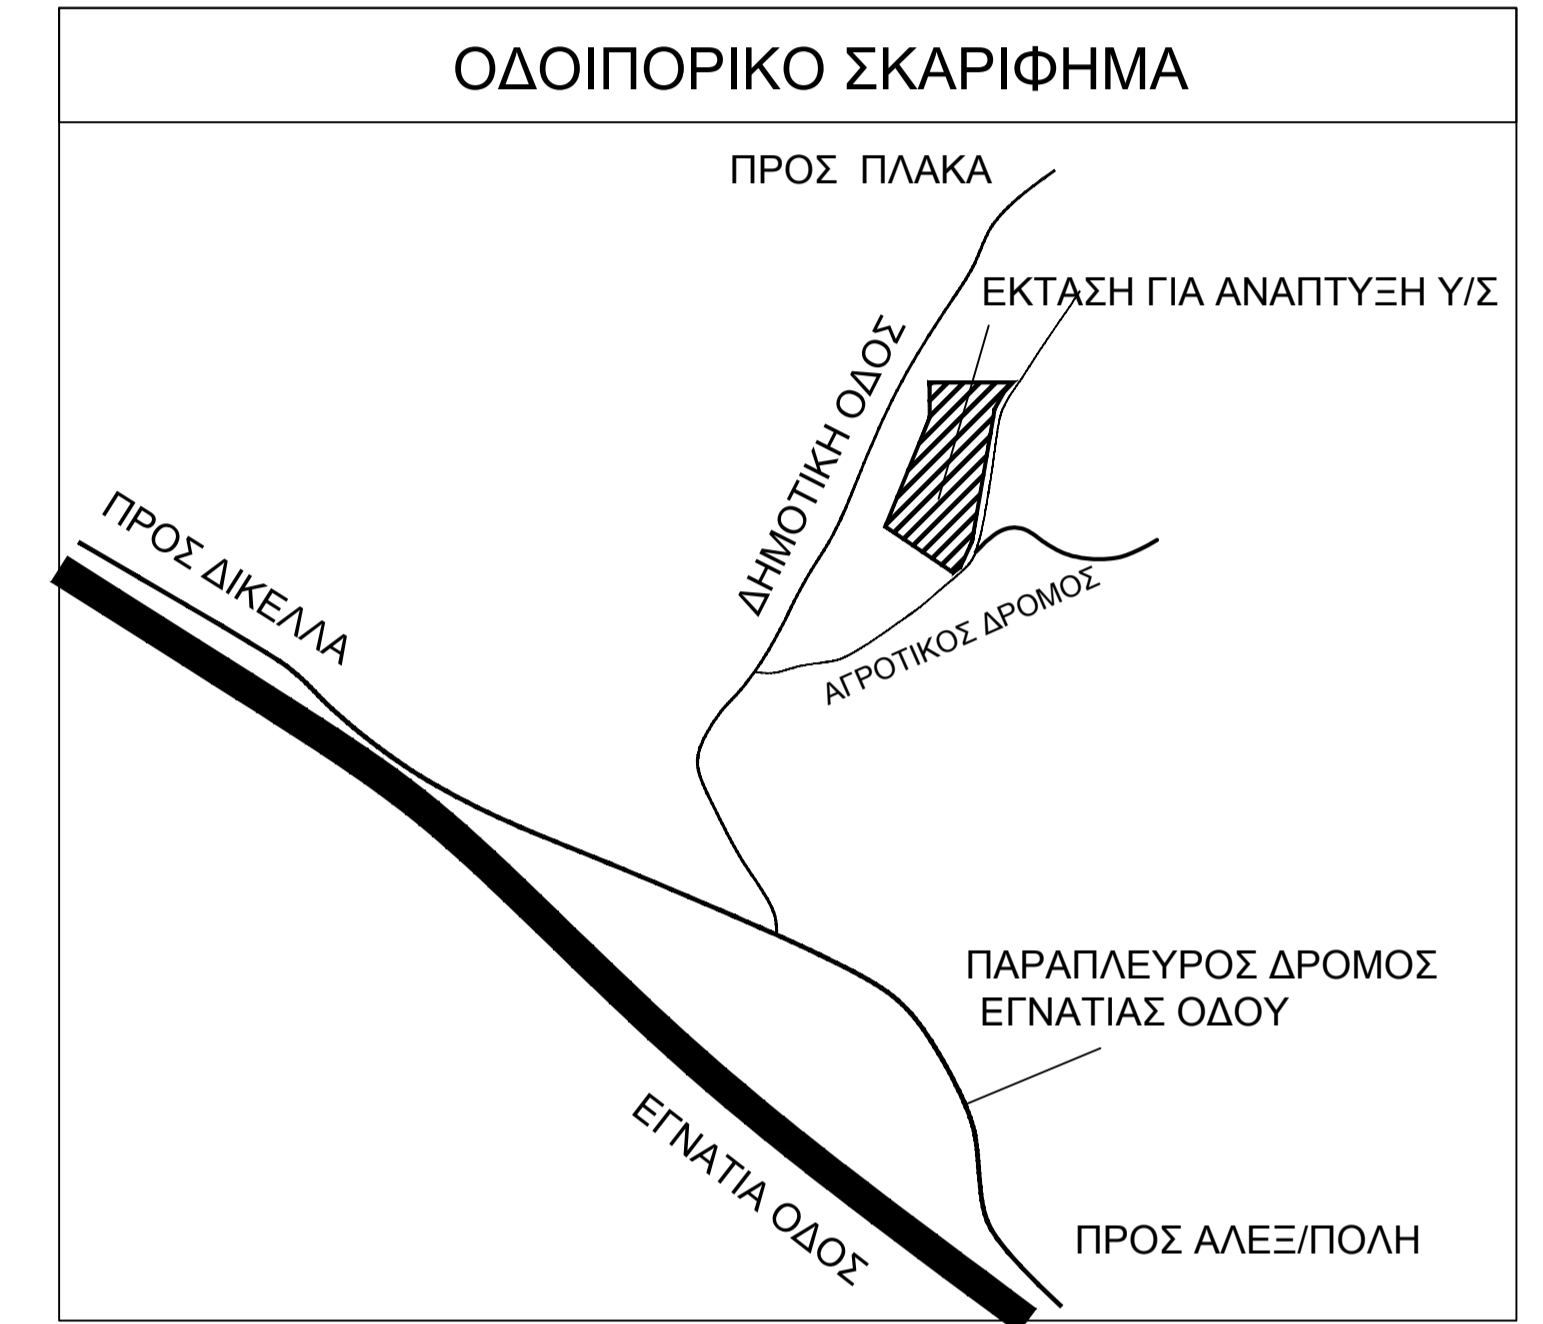 ΟΔΟΙΠΟΡΙΚΟ ΣΚΑΡΙΦΗΜΑ
ΠΡΟΣ ΠΛΑΚΑ
ΕΚΤΑΣΗ ΓΙΑ ΑΝΑΠΤΥΞΗ Υ/Σ
ΔΗΜΟΤΙΚΗ ΟΔΟΣ
ΠΡΟΣ ΔΙΚΕΛΛΑ
ΑΓΡΟΤΙΚΟΣ ΔΡΟΜΟΣ
ΠΑΡΑΠΛΕΥΡΟΣ ΔΡΟΜΟΣ
ΕΓΝΑΤΙΑΣ ΟΔΟΥ
ΕΓΝΑΤΙΑ ΟΔΟΣ
ΠΡΟΣ ΑΛΕΞ/ΠΟΛΗ